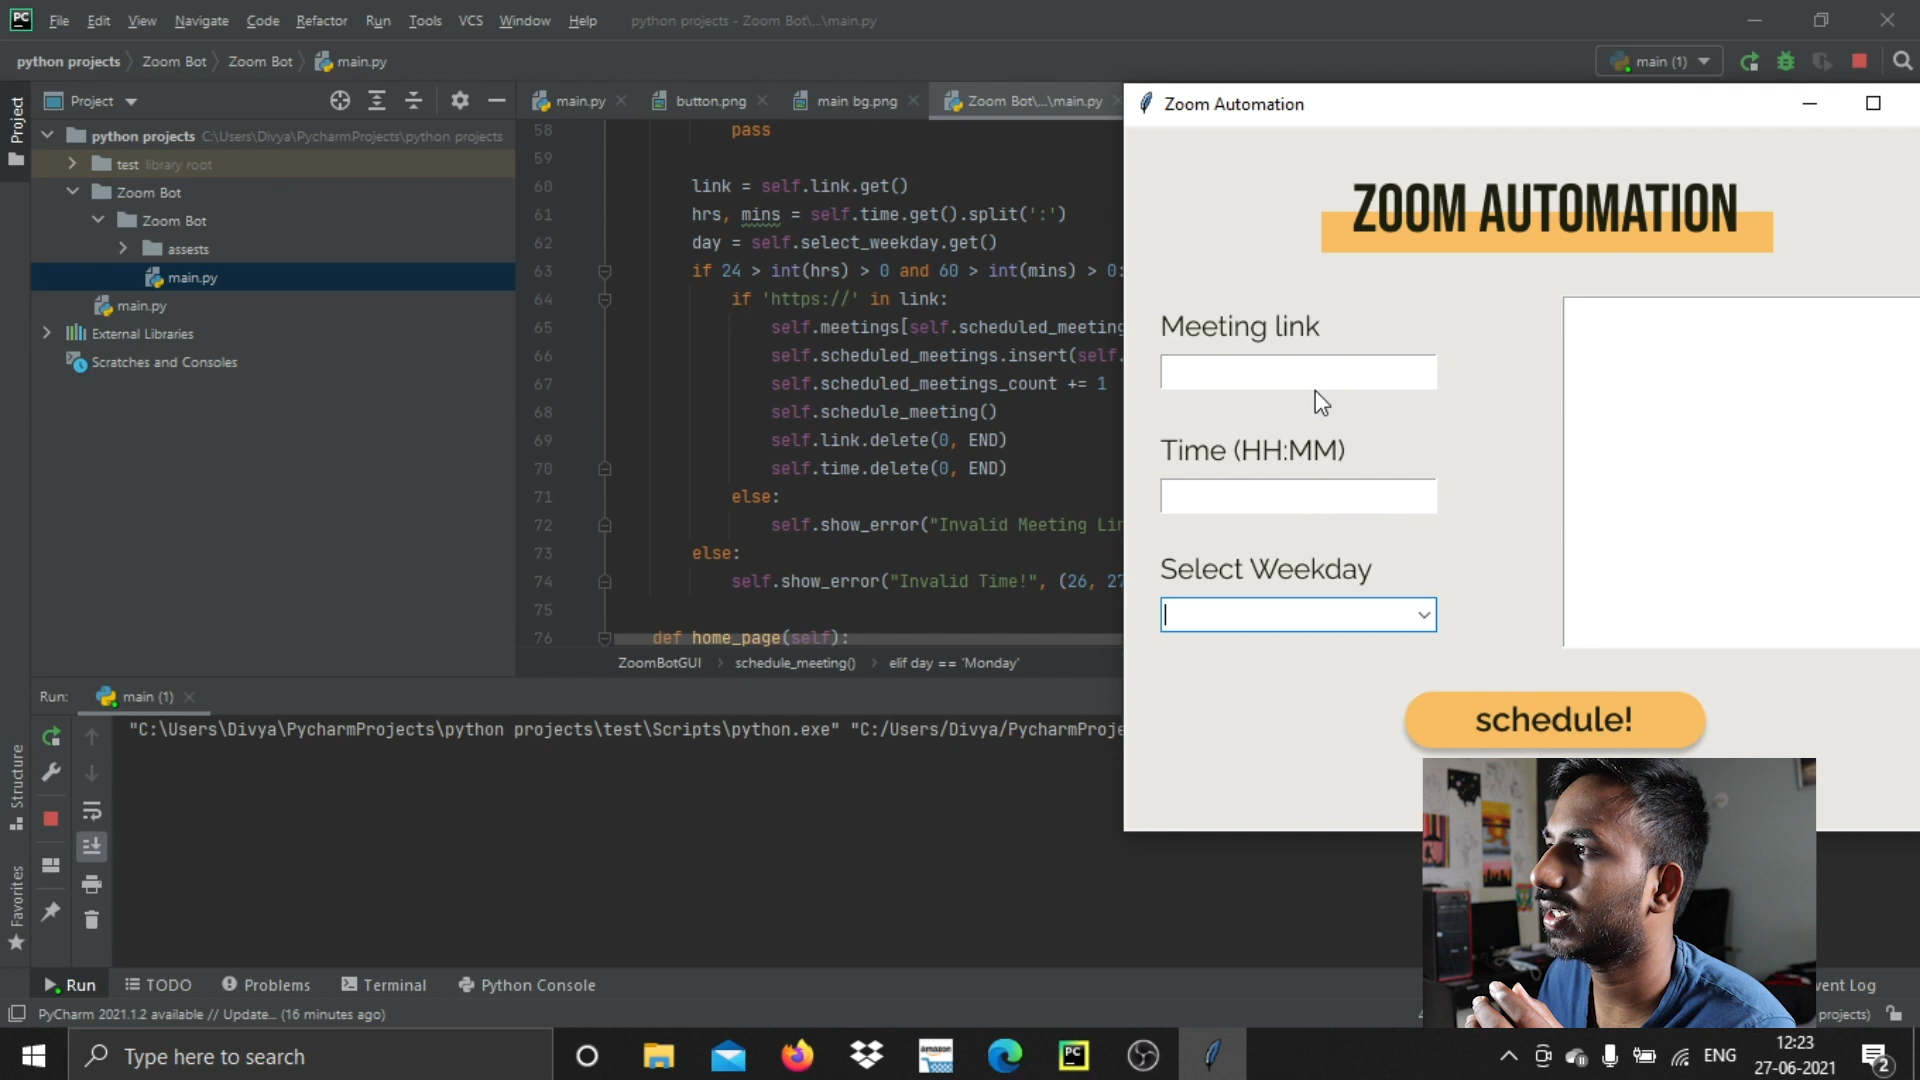 PC File Edit View Navigate Code Refactor Run Tools VCS Window Help python projects - Zoom Bot\...\main.py
python projects Zoom Bot Zoom Bot main.py main (1)
Project
Project
main.py button.png main bg.png Zoom Bot\...\main.py
python projects C:\Users\Divya\PycharmProjects\python projects
test library root
Zoom Bot
Zoom Bot
assests
main.py
main.py
External Libraries
Scratches and Consoles
58 pass
59
60 link = self.link.get()
61 hrs, mins = self.time.get().split(':')
62 day = self.select_weekday.get()
63 if 24 > int(hrs) > 0 and 60 > int(mins) > 0:
64 if 'https://' in link:
65 self.meetings[self.scheduled_meeting
66 self.scheduled_meetings.insert(self.
67 self.scheduled_meetings_count += 1
68 self.schedule_meeting()
69 self.link.delete(0, END)
70 self.time.delete(0, END)
71 else:
72 self.show_error("Invalid Meeting Lin
73 else:
74 self.show_error("Invalid Time!", (26, 27
75
76 def home_page(self):
ZoomBotGUI schedule_meeting() elif day == 'Monday'
Zoom Automation
ZOOM AUTOMATION
Meeting link
Time (HH:MM)
Select Weekday
schedule!
Run: main (1)
"C:\Users\Divya\PycharmProjects\python projects\test\Scripts\python.exe" "C:/Users/Divya/PycharmProje
Structure
Favorites
Run TODO Problems Terminal Python Console vent Log
PyCharm 2021.1.2 available // Update... (16 minutes ago) projects)
Type here to search
amazon
PC
ENG
12:23
27-06-2021
2